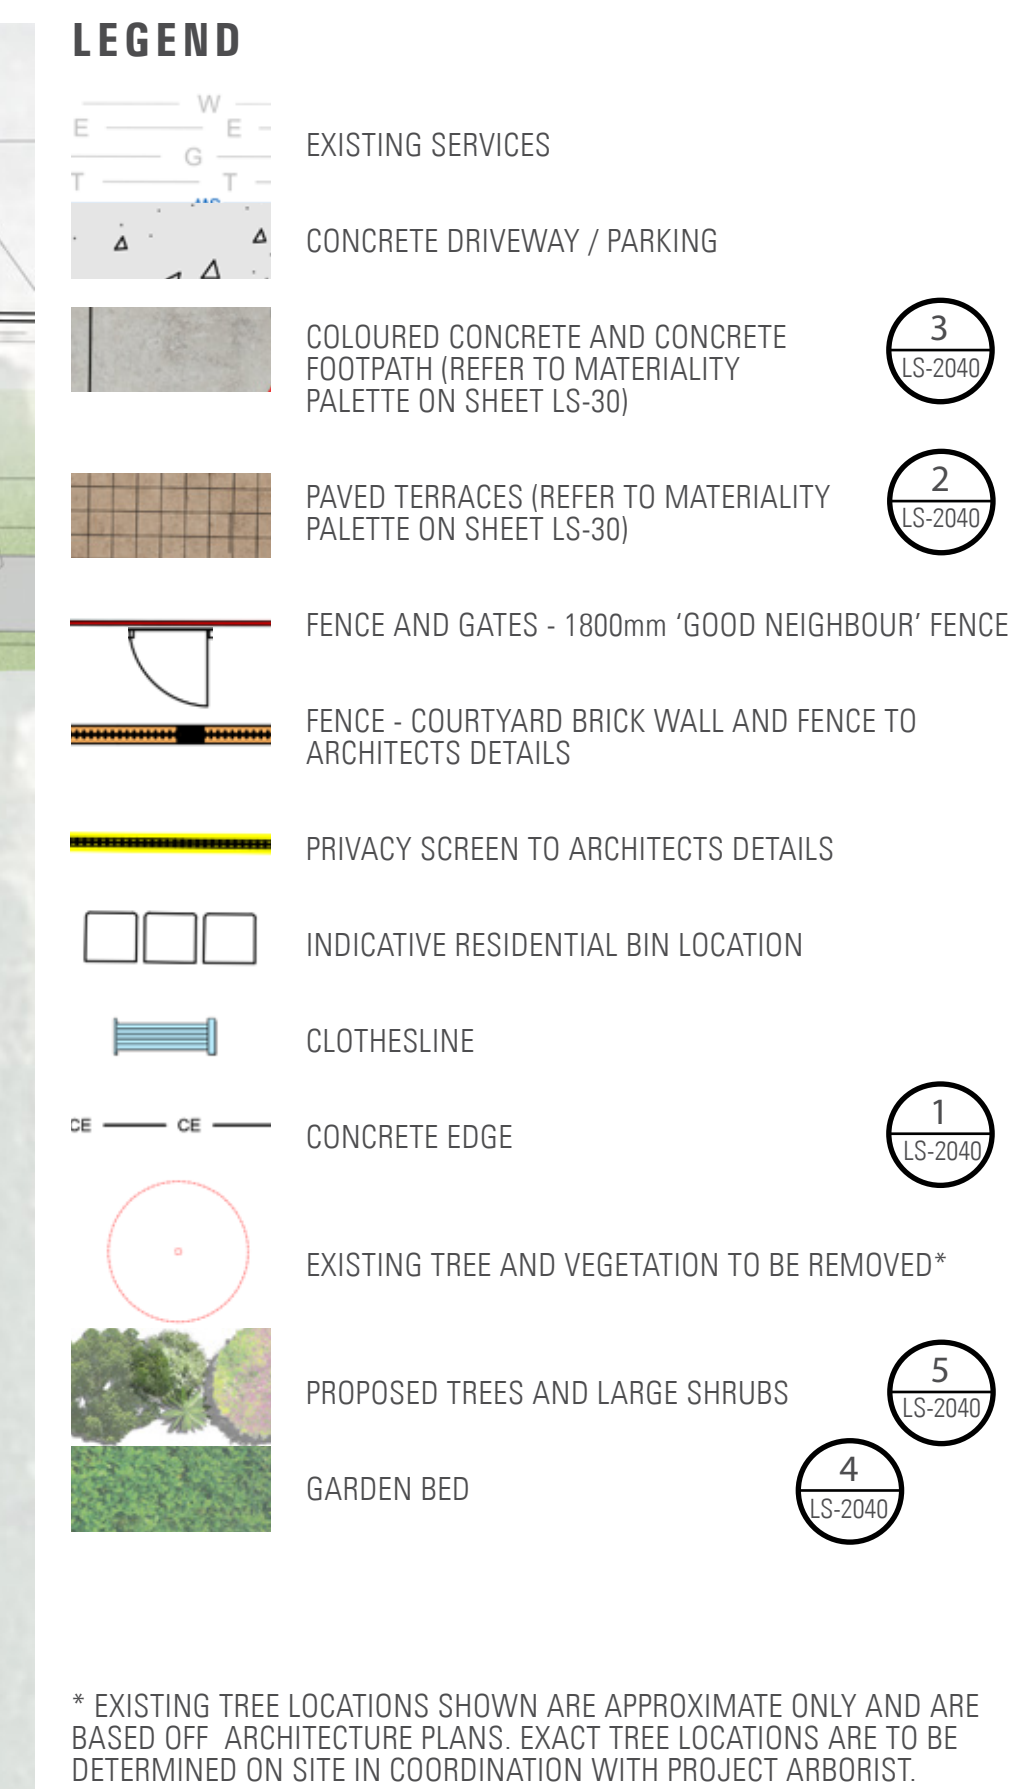 LEGEND
W
E E
G
T T
EXISTING SERVICES
CONCRETE DRIVEWAY / PARKING
COLOURED CONCRETE AND CONCRETE
FOOTPATH (REFER TO MATERIALITY
PALETTE ON SHEET LS-30)
3
LS-2040
PAVED TERRACES (REFER TO MATERIALITY
PALETTE ON SHEET LS-30)
2
LS-2040
FENCE AND GATES - 1800mm ‘GOOD NEIGHBOUR’ FENCE
FENCE - COURTYARD BRICK WALL AND FENCE TO
ARCHITECTS DETAILS
PRIVACY SCREEN TO ARCHITECTS DETAILS
INDICATIVE RESIDENTIAL BIN LOCATION
CLOTHESLINE
CE CE
CONCRETE EDGE
1
LS-2040
EXISTING TREE AND VEGETATION TO BE REMOVED*
PROPOSED TREES AND LARGE SHRUBS
5
LS-2040
GARDEN BED
4
LS-2040
* EXISTING TREE LOCATIONS SHOWN ARE APPROXIMATE ONLY AND ARE
BASED OFF ARCHITECTURE PLANS. EXACT TREE LOCATIONS ARE TO BE
DETERMINED ON SITE IN COORDINATION WITH PROJECT ARBORIST.